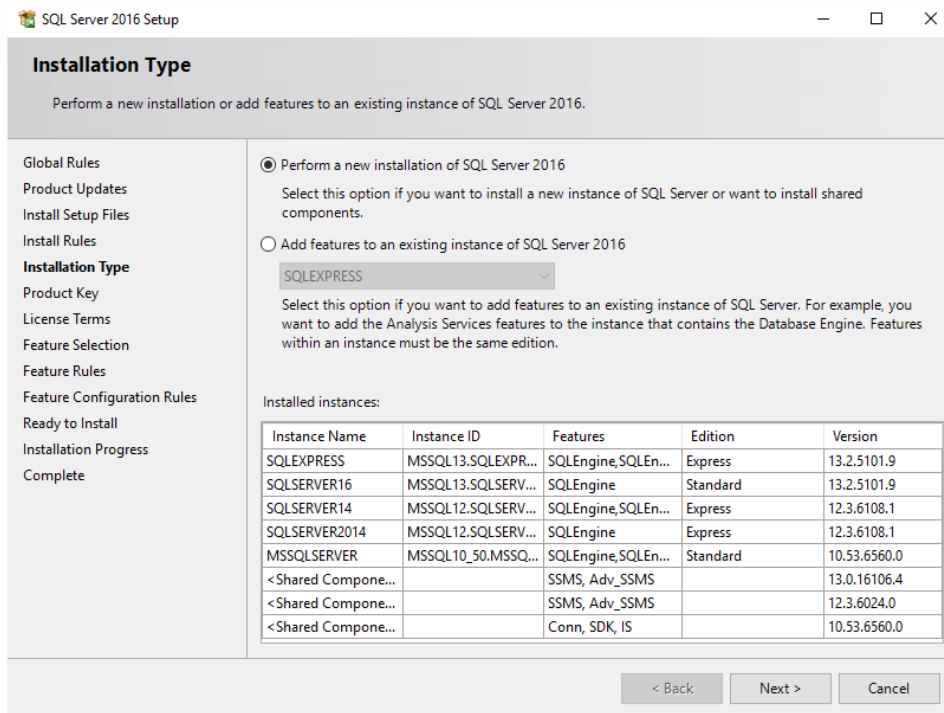 SQL Server 2016 Setup
Installation Type
Perform a new installation or add features to an existing instance of SQL Server 2016.
Global Rules
Product Updates
Install Setup Files
Install Rules
Installation Type
Product Key
License Terms
Feature Selection
Feature Rules
Feature Configuration Rules
Ready to Install
Installation Progress
Complete
Perform a new installation of SQL Server 2016
Select this option if you want to install a new instance of SQL Server or want to install shared
components.
Add features to an existing instance of SQL Server 2016
SQLEXPRESS
Select this option if you want to add features to an existing instance of SQL Server. For example, you
want to add the Analysis Services features to the instance that contains the Database Engine. Features
within an instance must be the same edition.
Installed instances:
Instance Name Instance ID Features Edition Version
SQLEXPRESS MSSQL13.SQLEXPR... SQLEngine,SQLEn... Express 13.2.5101.9
SQLSERVER16 MSSQL13.SQLSERV... SQLEngine Standard 13.2.5101.9
SQLSERVER14 MSSQL12.SQLSERV... SQLEngine,SQLEn... Express 12.3.6108.1
SQLSERVER2014 MSSQL12.SQLSERV... SQLEngine Express 12.3.6108.1
MSSQLSERVER MSSQL10_50.MSSQ... SQLEngine,SQLEn... Standard 10.53.6560.0
<Shared Compone... SSMS, Adv_SSMS 13.0.16106.4
<Shared Compone... SSMS, Adv_SSMS 12.3.6024.0
<Shared Compone... Conn, SDK, IS 10.53.6560.0
< Back Next > Cancel